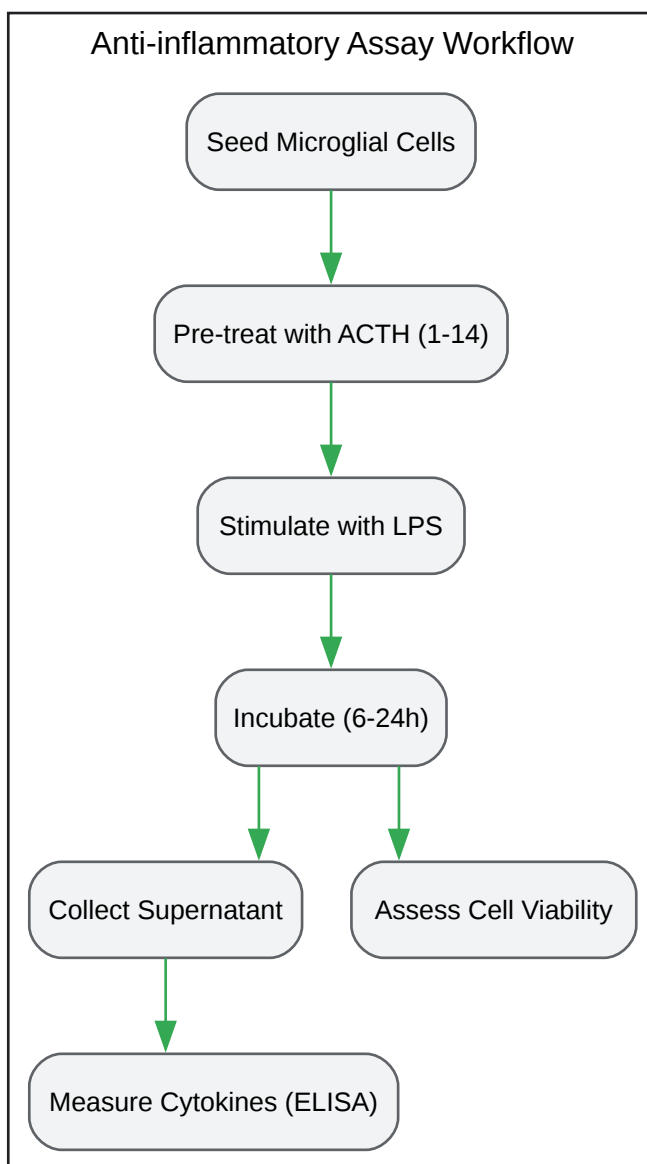 Anti-inflammatory Assay Workflow
Seed Microglial Cells
Pre-treat with ACTH (1-14)
Stimulate with LPS
Incubate (6-24h)
Collect Supernatant
Assess Cell Viability
Measure Cytokines (ELISA)